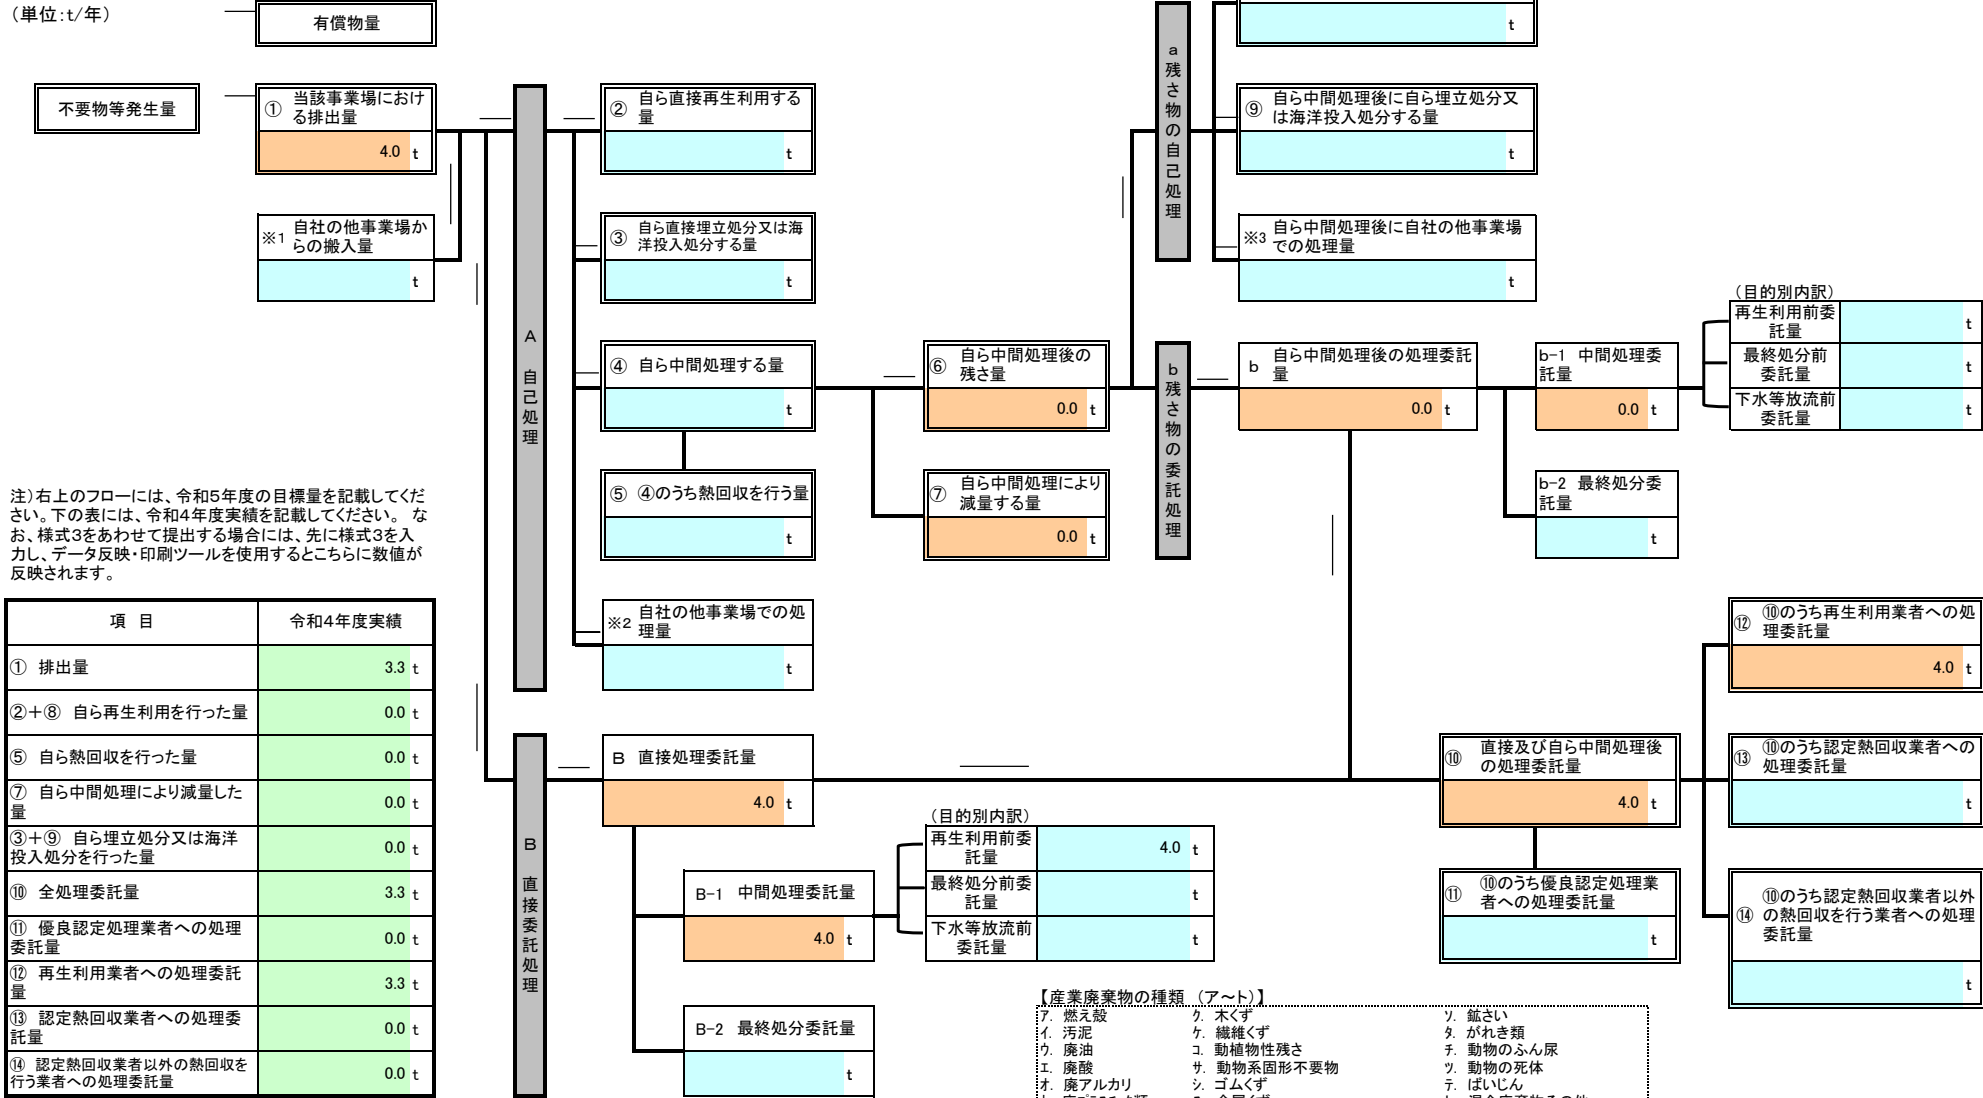 （単位：t/年）
有償物量
不要物等発生量
① 当該事業場におけ
る排出量
4.0 t
※1 自社の他事業場か
らの搬入量
t
A 自己処理
② 自ら直接再生利用する
量
t
③ 自ら直接埋立処分又は海
洋投入処分する量
t
④ 自ら中間処理する量
t
⑤ ④のうち熱回収を行う量
t
※2 自社の他事業場での処
理量
t
⑥ 自ら中間処理後の
残さ量
0.0 t
⑦ 自ら中間処理により
減量する量
0.0 t
a 残さ物の自己処理
t
⑨ 自ら中間処理後に自ら埋立処分又
は海洋投入処分する量
t
※3 自ら中間処理後に自社の他事業場
での処理量
t
b 残さ物の委託処理
b 自ら中間処理後の処理委託
量
0.0 t
b-1 中間処理委
託量
0.0 t
b-2 最終処分委
託量
t
（目的別内訳）
再生利用前委
託量
t
最終処分前
委託量
t
下水等放流前
委託量
t
注）右上のフローには、令和5年度の目標量を記載してくだ
さい。下の表には、令和4年度実績を記載してください。 な
お、様式3をあわせて提出する場合には、先に様式3を入
力し、データ反映・印刷ツールを使用するとこちらに数値が
反映されます。
項 目 令和4年度実績
① 排出量 3.3 t
②＋⑧ 自ら再生利用を行った量 0.0 t
⑤ 自ら熱回収を行った量 0.0 t
⑦ 自ら中間処理により減量した
量 0.0 t
③＋⑨ 自ら埋立処分又は海洋
投入処分を行った量 0.0 t
⑩ 全処理委託量 3.3 t
⑪ 優良認定処理業者への処理
委託量 0.0 t
⑫ 再生利用業者への処理委託
量 3.3 t
⑬ 認定熱回収業者への処理委
託量 0.0 t
⑭ 認定熱回収業者以外の熱回収を
行う業者への処理委託量 0.0 t
B 直接委託処理
B 直接処理委託量
4.0 t
B-1 中間処理委託量
4.0 t
B-2 最終処分委託量
t
（目的別内訳）
再生利用前委
託量
4.0 t
最終処分前委
託量
t
下水等放流前
委託量
t
⑩ 直接及び自ら中間処理後
の処理委託量
4.0 t
⑪ ⑩のうち優良認定処理業
者への処理委託量
t
⑫ ⑩のうち再生利用業者への処
理委託量
4.0 t
⑬ ⑩のうち認定熱回収業者への
処理委託量
t
⑭ ⑩のうち認定熱回収業者以外
の熱回収を行う業者への処理
委託量
t
【産業廃棄物の種類 （ア～ト）】
ア. 燃え殻 ク. 木くず ソ. 鉱さい
イ. 汚泥 ケ. 繊維くず タ. がれき類
ウ. 廃油 コ. 動植物性残さ チ. 動物のふん尿
エ. 廃酸 サ. 動物系固形不要物 ツ. 動物の死体
オ. 廃アルカリ シ. ゴムくず テ. ばいじん